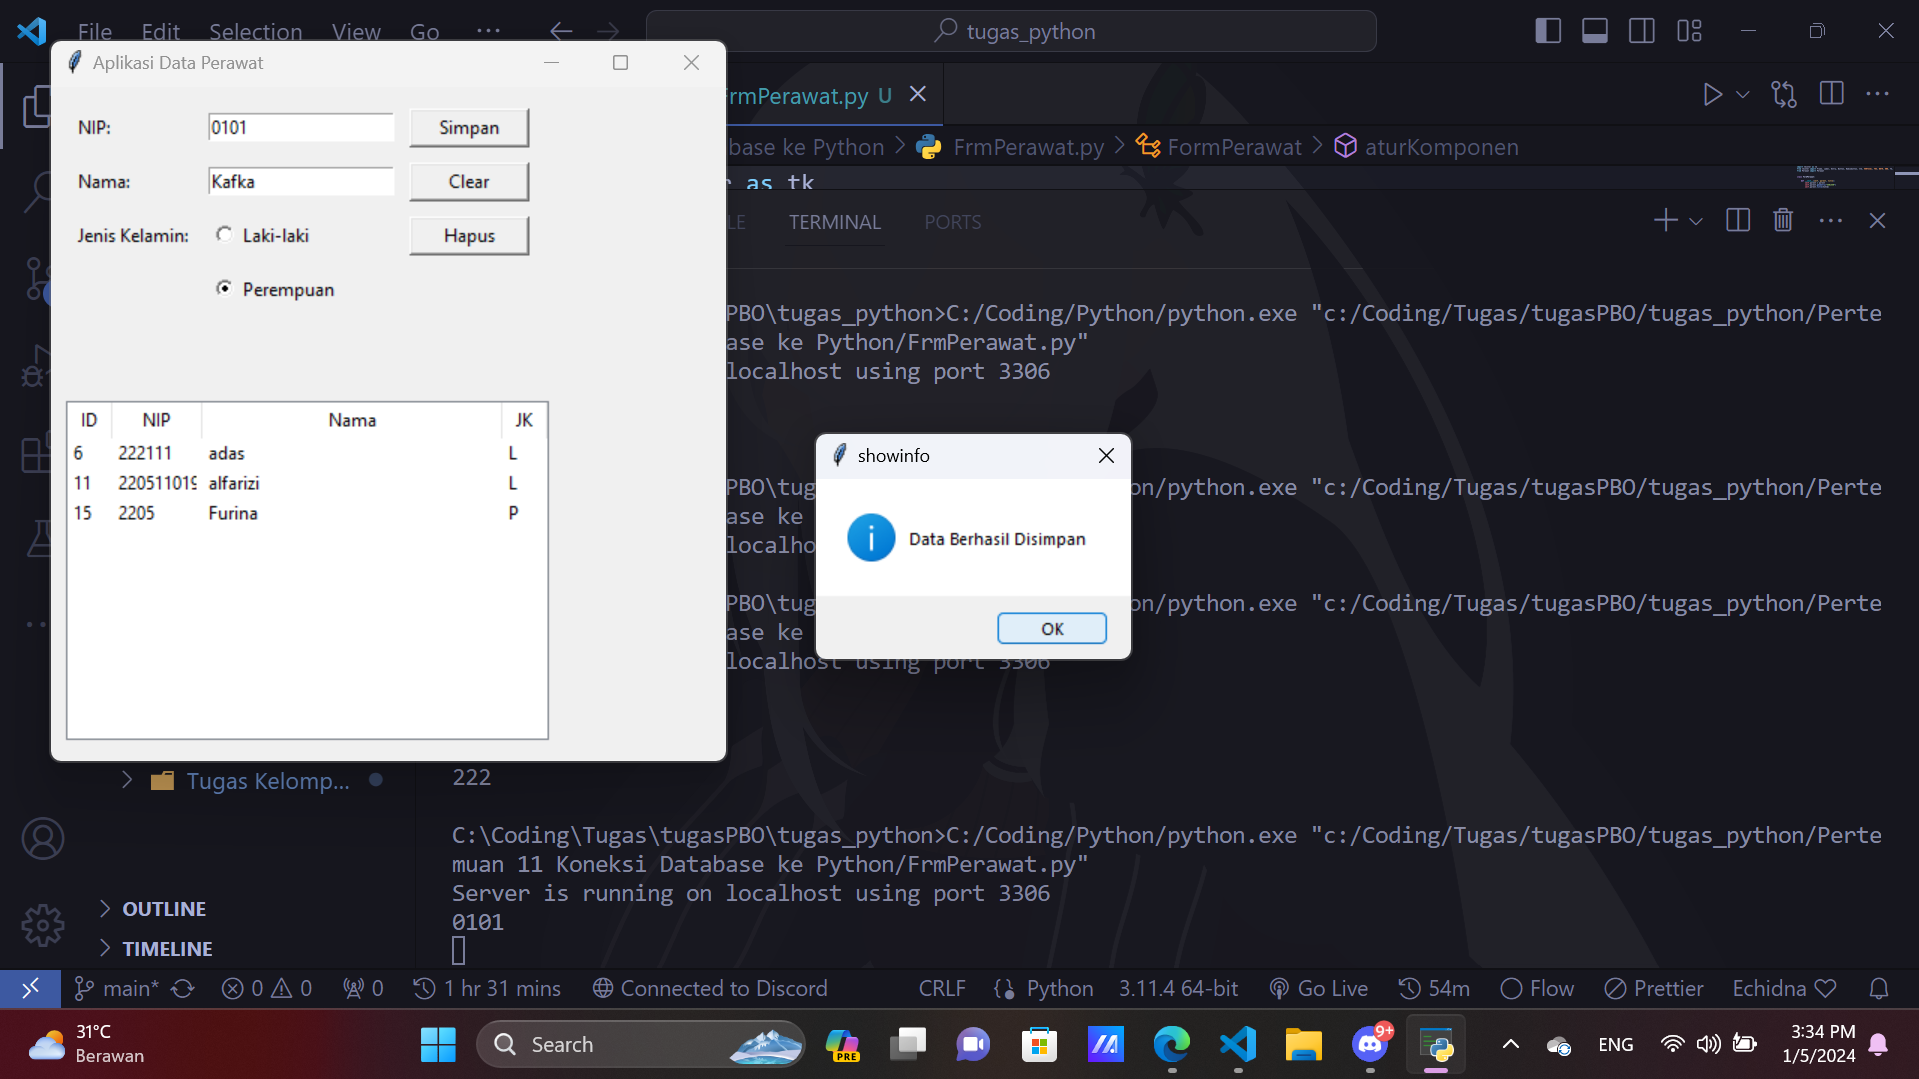 File Edit Selection View Go ··· tugas_python
Aplikasi Data Perawat
FrmPerawat.py U
NIP: 0101 Simpan
base ke Python > FrmPerawat.py > FormPerawat > aturKomponen
Nama: Kafka Clear
as tk
Jenis Kelamin: Laki-laki Hapus
LE TERMINAL PORTS
Perempuan
PBO\tugas_python>C:/Coding/Python/python.exe "c:/Coding/Tugas/tugasPBO/tugas_python/Perte
ase ke Python/FrmPerawat.py"
localhost using port 3306
ID NIP Nama JK
6 222111 adas L
11 220511019 alfarizi L
15 2205 Furina P
showinfo
Data Berhasil Disimpan
OK
PBO\tug on/python.exe "c:/Coding/Tugas/tugasPBO/tugas_python/Perte
ase ke
localho
PBO\tug on/python.exe "c:/Coding/Tugas/tugasPBO/tugas_python/Perte
ase ke
localhost using port 3306
Tugas Kelomp...
222
C:\Coding\Tugas\tugasPBO\tugas_python>C:/Coding/Python/python.exe "c:/Coding/Tugas/tugasPBO/tugas_python/Perte
muan 11 Koneksi Database ke Python/FrmPerawat.py"
Server is running on localhost using port 3306
0101
OUTLINE
TIMELINE
main* 0 0 0 1 hr 31 mins Connected to Discord CRLF Python 3.11.4 64-bit Go Live 54m Flow Prettier Echidna
31°C
Berawan
Search
PRE
9+
ENG
3:34 PM
1/5/2024